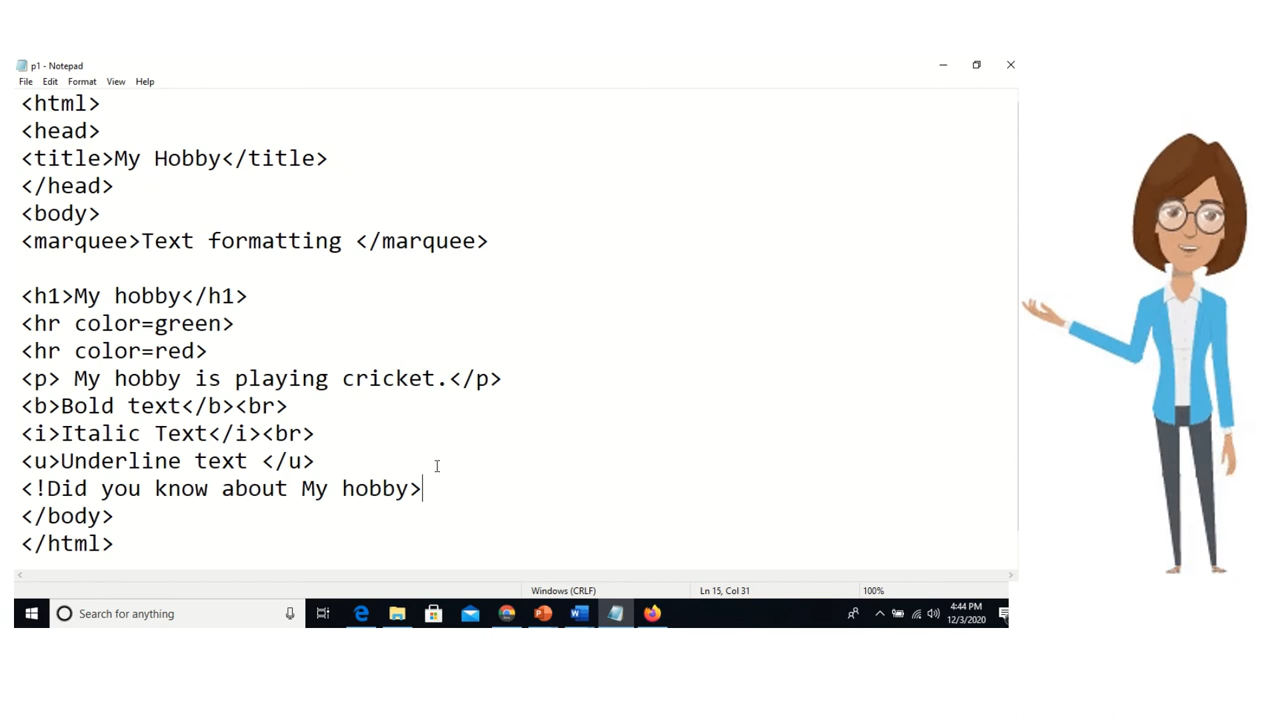 p1 - Notepad
File Edit Format View Help
<html>
<head>
<title>My Hobby</title>
</head>
<body>
<marquee>Text formatting </marquee>
<h1>My hobby</h1>
<hr color=green>
<hr color=red>
<p> My hobby is playing cricket.</p>
<b>Bold text</b><br>
<i>Italic Text</i><br>
<u>Underline text </u>
<!Did you know about My hobby>
</body>
</html>
Windows (CRLF) Ln 15, Col 31 100%
Search for anything
4:44 PM
12/3/2020